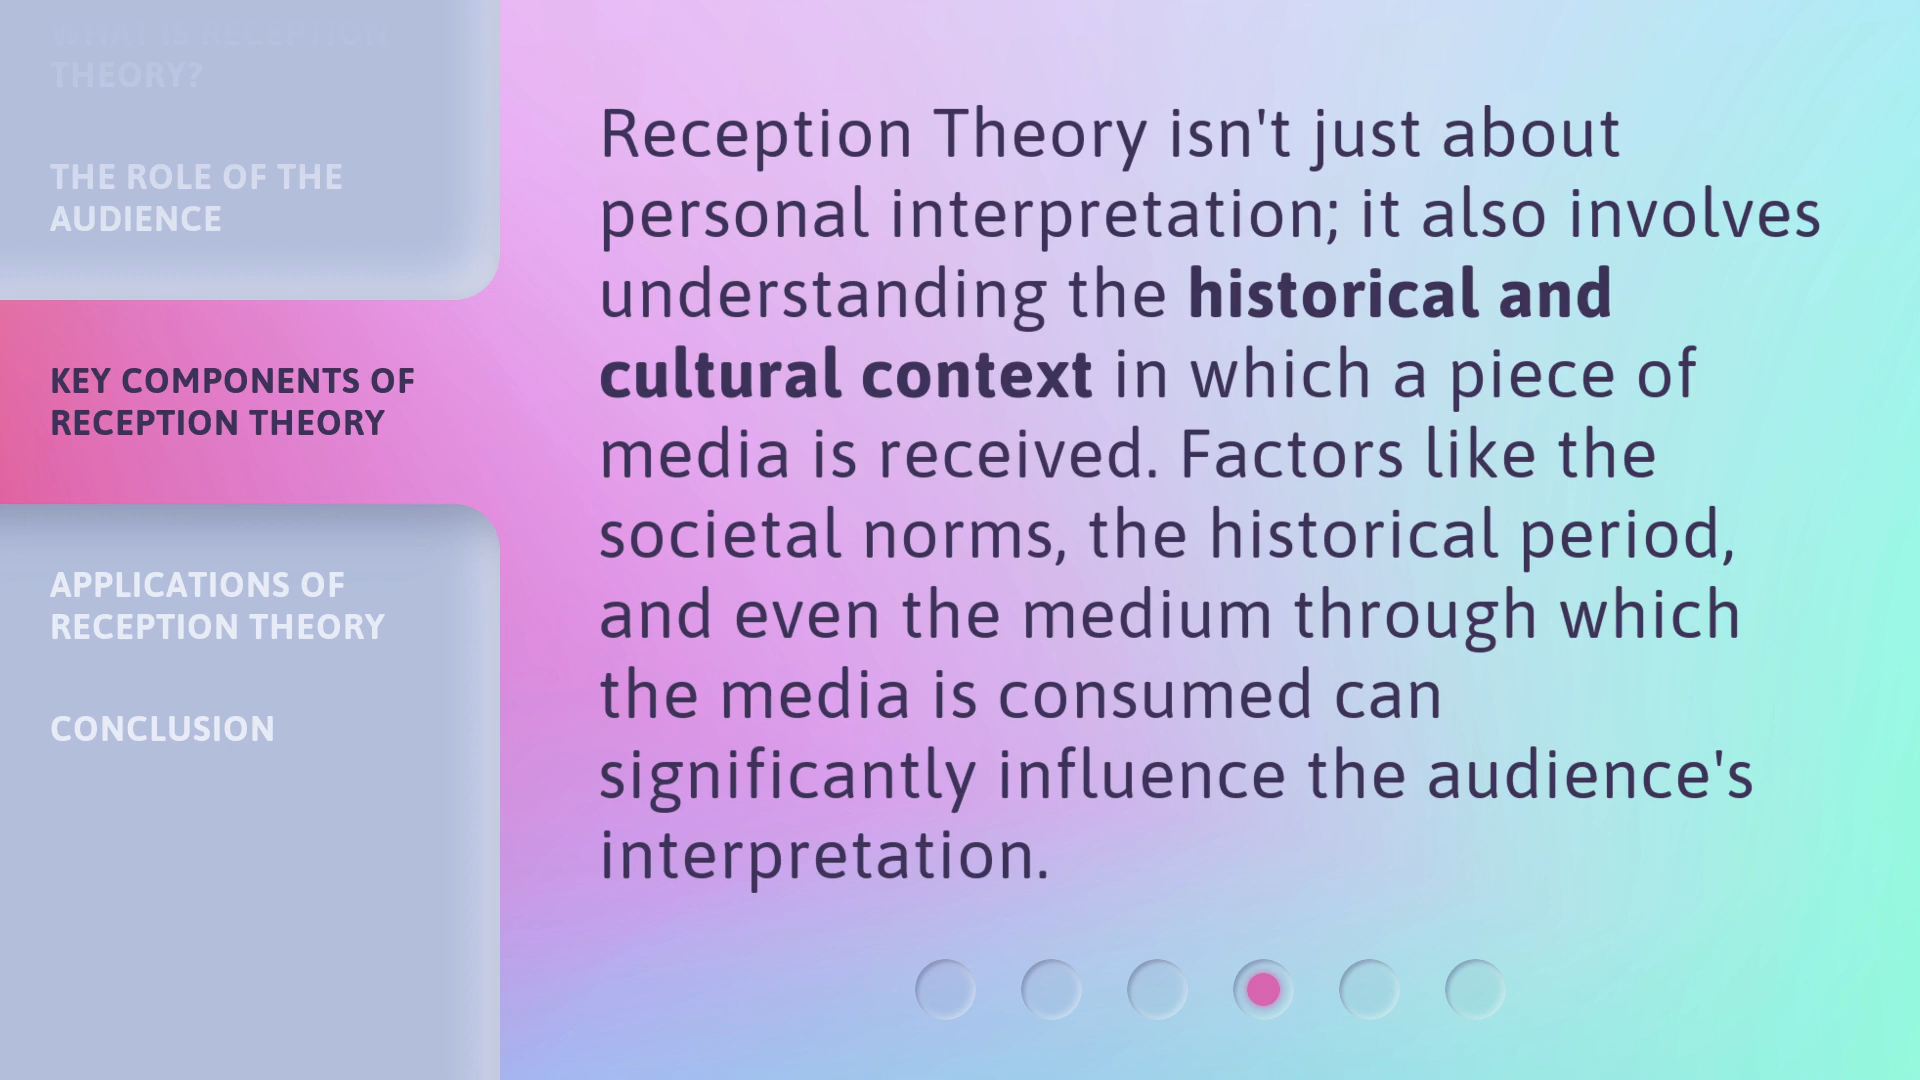 WHAT IS RECEPTION
THEORY?
THE ROLE OF THE
AUDIENCE
KEY COMPONENTS OF
RECEPTION THEORY
APPLICATIONS OF
RECEPTION THEORY
CONCLUSION
Reception Theory isn't just about
personal interpretation; it also involves
understanding the historical and
cultural context in which a piece of
media is received. Factors like the
societal norms, the historical period,
and even the medium through which
the media is consumed can
significantly influence the audience's
interpretation.